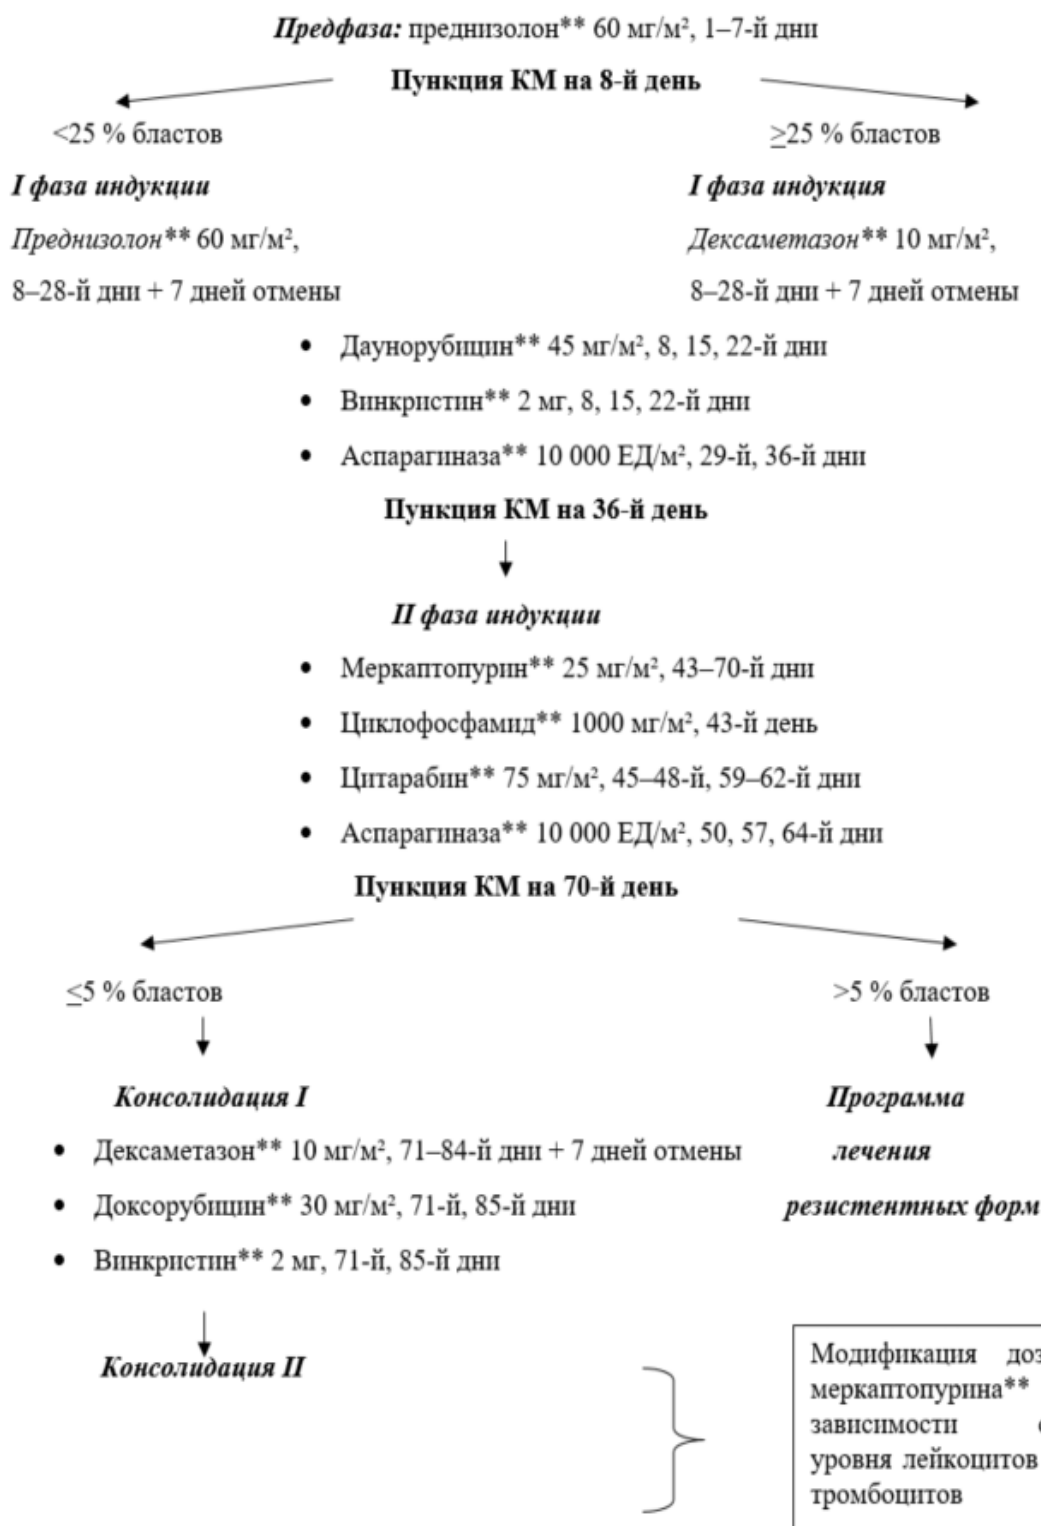 Предфаза: преднизолон** 60 мг/м², 1–7-й дни
Пункция КМ на 8-й день
<25 % бластов
≥25 % бластов
I фаза индукции
I фаза индукция
Преднизолон** 60 мг/м²,
Дексаметазон** 10 мг/м²,
8–28-й дни + 7 дней отмены
8–28-й дни + 7 дней отмены
• Даунорубицин** 45 мг/м², 8, 15, 22-й дни
• Винкристин** 2 мг, 8, 15, 22-й дни
• Аспарагиназа** 10 000 ЕД/м², 29-й, 36-й дни
Пункция КМ на 36-й день
II фаза индукции
• Меркаптопурин** 25 мг/м², 43–70-й дни
• Циклофосфамид** 1000 мг/м², 43-й день
• Цитарабин** 75 мг/м², 45–48-й, 59–62-й дни
• Аспарагиназа** 10 000 ЕД/м², 50, 57, 64-й дни
Пункция КМ на 70-й день
≤5 % бластов
>5 % бластов
Консолидация I
Программа
• Дексаметазон** 10 мг/м², 71–84-й дни + 7 дней отмены
лечения
• Доксорубицин** 30 мг/м², 71-й, 85-й дни
резистентных форм
• Винкристин** 2 мг, 71-й, 85-й дни
Консолидация II
Модификация доз
меркаптопурина**
зависимости
уровня лейкоцитов
тромбоцитов